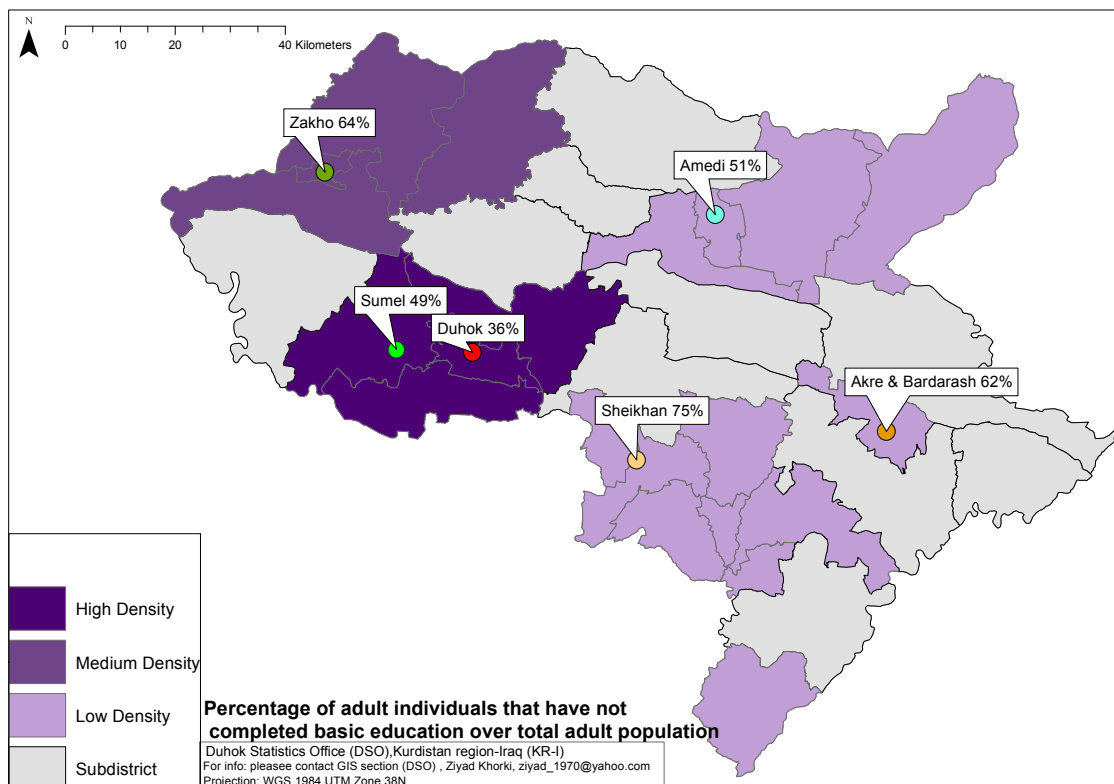 N
0 10 20 40 Kilometers
Zakho 64%
Amedi 51%
Sumel 49%
Duhok 36%
Akre & Bardarash 62%
Sheikhan 75%
High Density
Medium Density
Low Density
Subdistrict
Percentage of adult individuals that have not
completed basic education over total adult population
Duhok Statistics Office (DSO),Kurdistan region-Iraq (KR-I)
For info: pleasee contact GIS section (DSO) , Ziyad Khorki, ziyad_1970@yahoo.com
Projection: WGS 1984 UTM Zone 38N